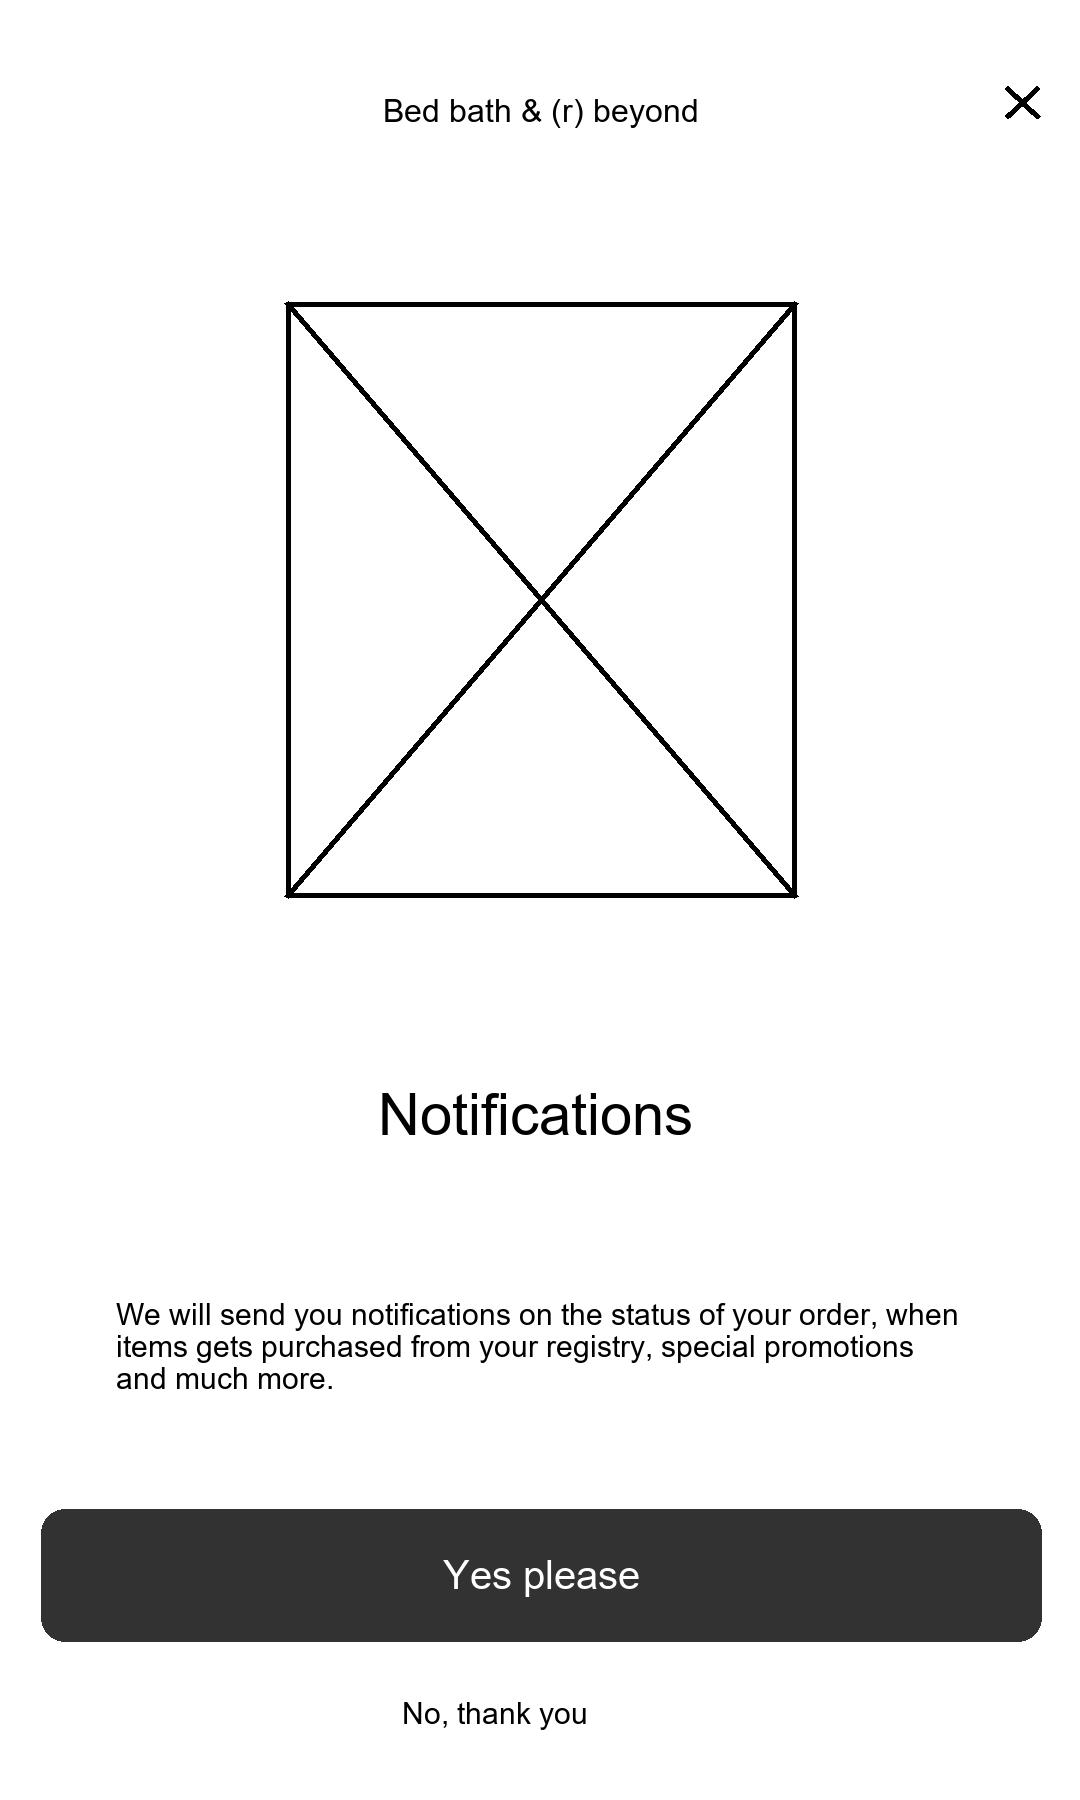 Bed bath & (r) beyond
Notifications
We will send you notifications on the status of your order, when
items gets purchased from your registry, special promotions
and much more.
Yes please
No, thank you